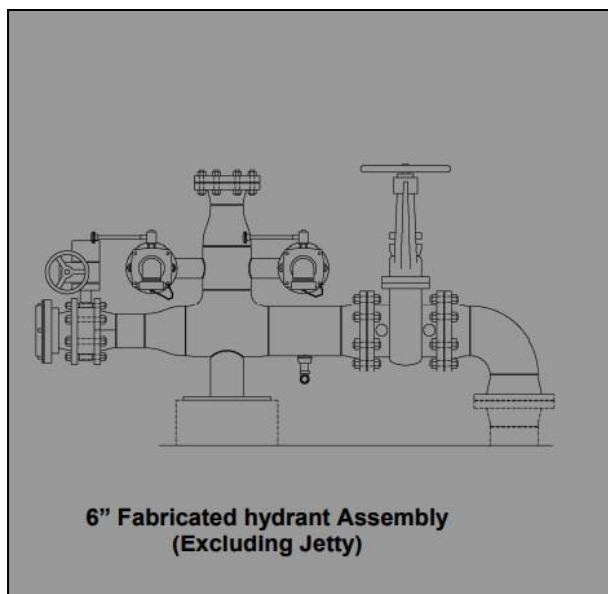 6” Fabricated hydrant Assembly
(Excluding Jetty)